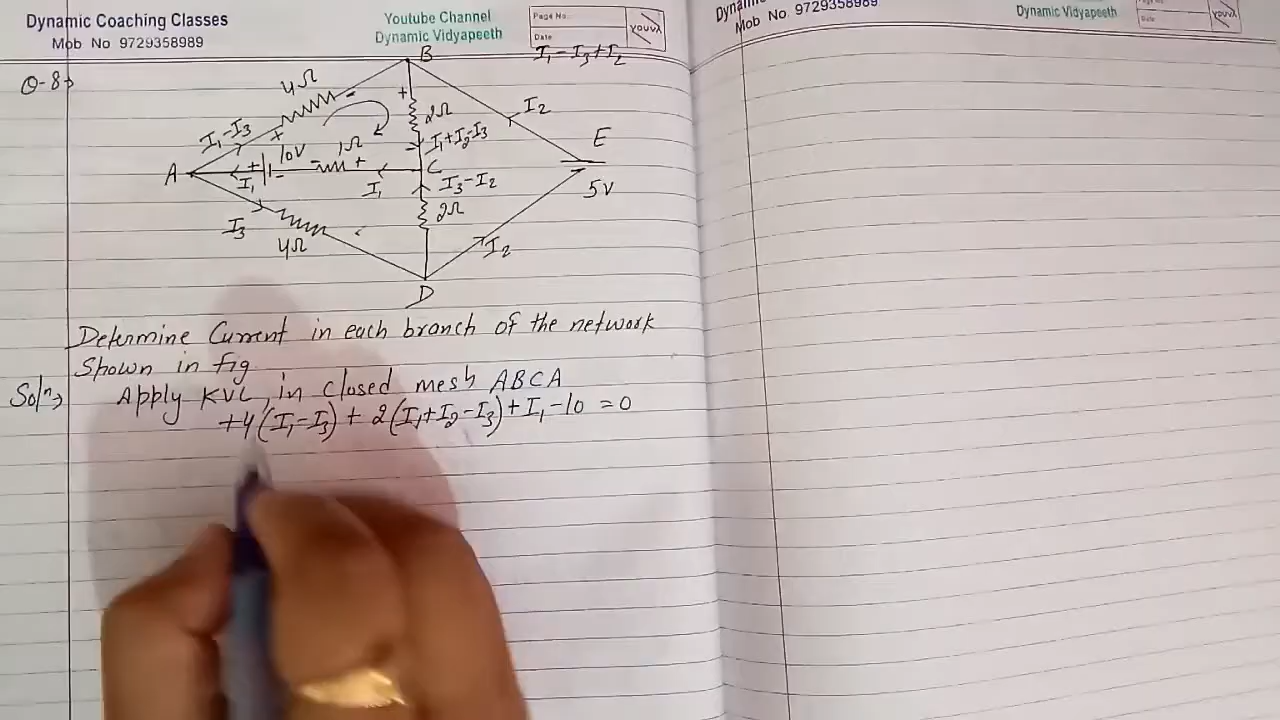 Dynamic Coaching Classes
Mob No 9729358989
Youtube Channel
Dynamic Vidyapeeth
Page No.:
Date
YOUVA
Mob No 9729358989
Dynamic Vidyapeeth
YOUVA
Q-8
B
I₁-I₃+I₂
4Ω
+
-
+
2Ω
I₂
I₁-I₃
10V
1Ω
I₁+I₂-I₃
E
A
+
-
-
+
C
I₁
I₁
I₃-I₂
5V
I₃
4Ω
2Ω
I₂
D
Determine Current in each branch of the network
Shown in fig
Solⁿ→ Apply KVL, in closed mesh ABCA
+4(I₁-I₃) + 2(I₁+I₂-I₃)+I₁-10 = 0